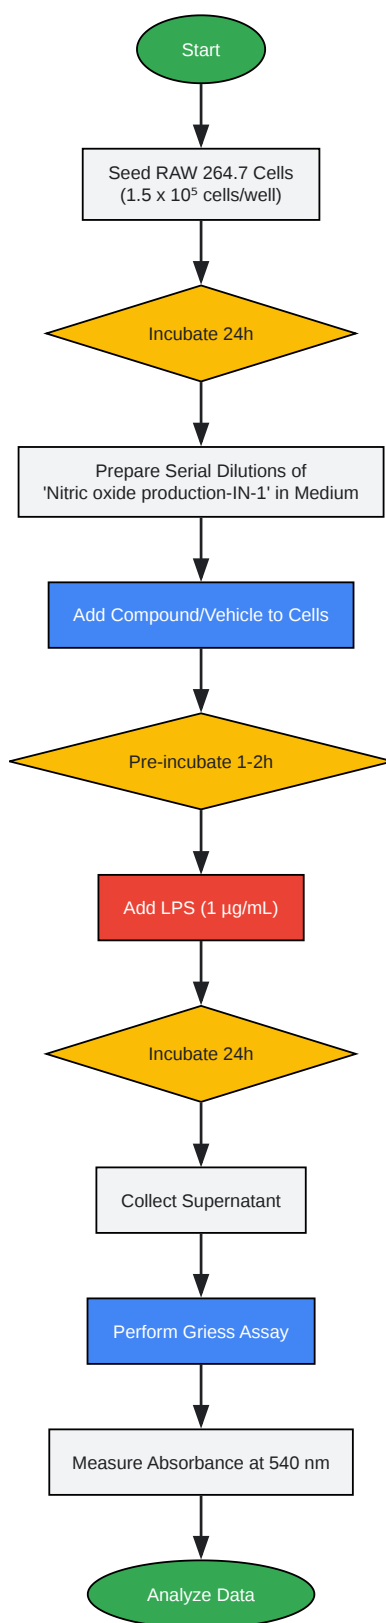 Start
Seed RAW 264.7 Cells
(1.5 x 10⁵ cells/well)
Incubate 24h
Prepare Serial Dilutions of
'Nitric oxide production-IN-1' in Medium
Add Compound/Vehicle to Cells
Pre-incubate 1-2h
Add LPS (1 µg/mL)
Incubate 24h
Collect Supernatant
Perform Griess Assay
Measure Absorbance at 540 nm
Analyze Data